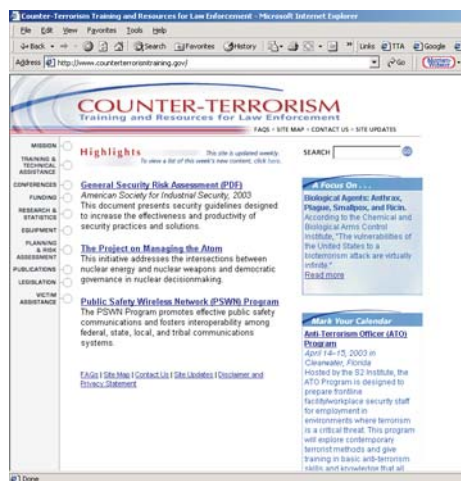 Counter-Terrorism Training and Resources for Law Enforcement - Microsoft Internet Explorer
File Edit View Favorites Tools Help
Back Search Favorites History Links TTA Google
Address http://www.counterterrorismtraining.gov/ Go
COUNTER-TERRORISM
Training and Resources for Law Enforcement
FAQS • SITE MAP • CONTACT US • SITE UPDATES
MISSION
TRAINING &
TECHNICAL
ASSISTANCE
CONFERENCES
FUNDING
RESEARCH &
STATISTICS
EQUIPMENT
PLANNING
& RISK
ASSESSMENT
PUBLICATIONS
LEGISLATION
VICTIM
ASSISTANCE
Highlights
This site is updated weekly.
To view a list of this week's new content, click here.
General Security Risk Assessment (PDF)
American Society for Industrial Security, 2003
This document presents security guidelines designed
to increase the effectiveness and productivity of
security practices and solutions.
The Project on Managing the Atom
This initiative addresses the intersections between
nuclear energy and nuclear weapons and democratic
governance in nuclear decisionmaking.
Public Safety Wireless Network (PSWN) Program
The PSWN Program promotes effective public safety
communications and fosters interoperability among
federal, state, local, and tribal communications
systems.
FAQs | Site Map | Contact Us | Site Updates | Disclaimer and
Privacy Statement
SEARCH
A Focus On . . .
Biological Agents: Anthrax,
Plague, Smallpox, and Ricin.
According to the Chemical and
Biological Arms Control
Institute, "The vulnerabilities of
the United States to a
bioterrorism attack are virtually
infinite."
Read more
Mark Your Calendar
Anti-Terrorism Officer (ATO)
Program
April 14–15, 2003 in
Clearwater, Florida
Hosted by the S2 Institute, the
ATO Program is designed to
prepare frontline
facility/workplace security staff
for employment in
environments where terrorism
is a critical threat. This program
will explore contemporary
terrorist methods and give
training in basic anti-terrorism
skills and knowledge that all
Done